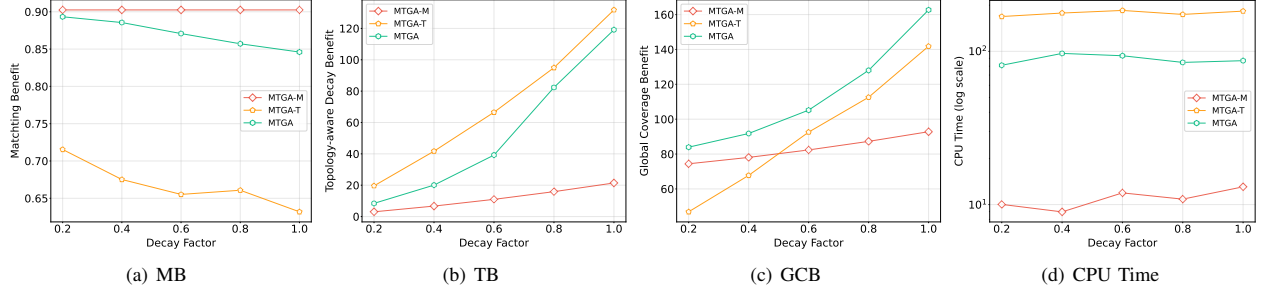 0.90
0.85
0.80
0.75
0.70
0.65
Matchting Benefit
MTGA-M
MTGA-T
MTGA
0.2 0.4 0.6 0.8 1.0
Decay Factor
(a) MB
120
100
80
60
40
20
0
Topology-aware Decay Benefit
MTGA-M
MTGA-T
MTGA
0.2 0.4 0.6 0.8 1.0
Decay Factor
(b) TB
160
140
120
100
80
60
Global Coverage Benefit
MTGA-M
MTGA-T
MTGA
0.2 0.4 0.6 0.8 1.0
Decay Factor
(c) GCB
10²
10¹
CPU Time (log scale)
MTGA-M
MTGA-T
MTGA
0.2 0.4 0.6 0.8 1.0
Decay Factor
(d) CPU Time